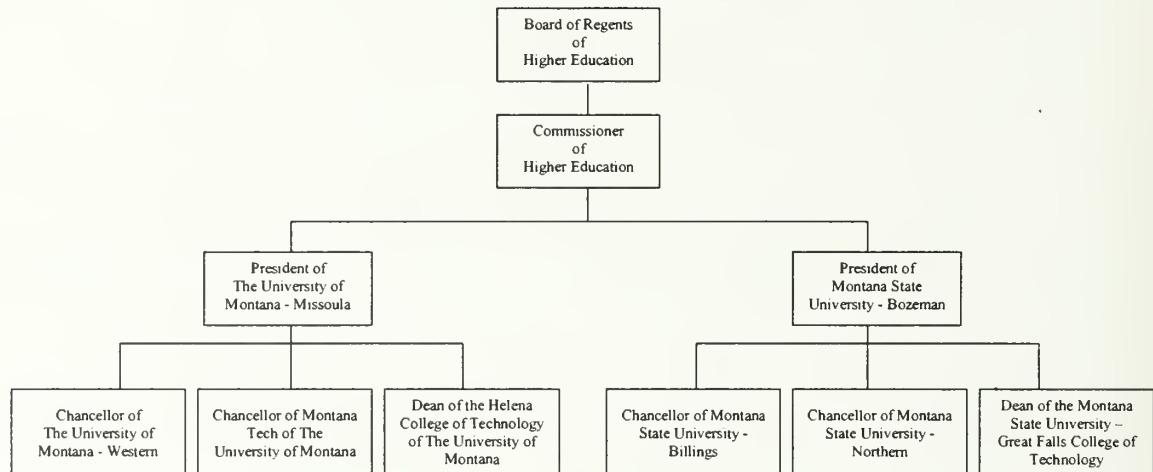 Board of Regents
of
Higher Education
Commissioner
of
Higher Education
President of
The University of
Montana - Missoula
President of
Montana State
University - Bozeman
Chancellor of
The University of
Montana - Western
Chancellor of Montana
Tech of The
University of Montana
Dean of the Helena
College of Technology
of The University of
Montana
Chancellor of Montana
State University -
Billings
Chancellor of Montana
State University -
Northern
Dean of the Montana
State University –
Great Falls College of
Technology